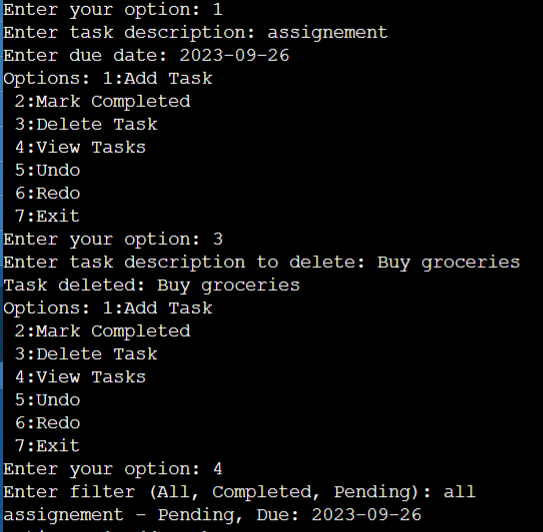 Enter your option: 1
Enter task description: assignement
Enter due date: 2023-09-26
Options: 1:Add Task
 2:Mark Completed
 3:Delete Task
 4:View Tasks
 5:Undo
 6:Redo
 7:Exit
Enter your option: 3
Enter task description to delete: Buy groceries
Task deleted: Buy groceries
Options: 1:Add Task
 2:Mark Completed
 3:Delete Task
 4:View Tasks
 5:Undo
 6:Redo
 7:Exit
Enter your option: 4
Enter filter (All, Completed, Pending): all
assignement - Pending, Due: 2023-09-26